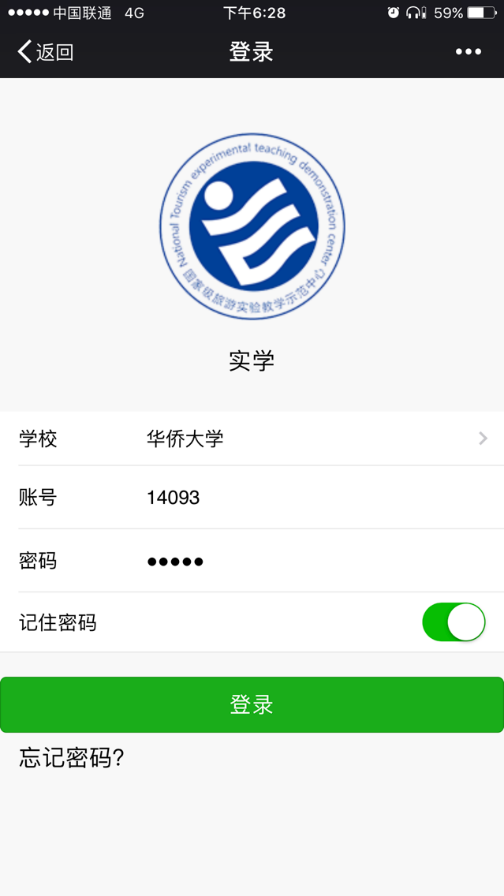 中国联通 4G 下午6:28 59%
返回 登录
National Tourism experimental teaching demonstration center
国家级旅游实验教学示范中心
实学
学校 华侨大学
账号 14093
密码 •••••
记住密码
登录
忘记密码?